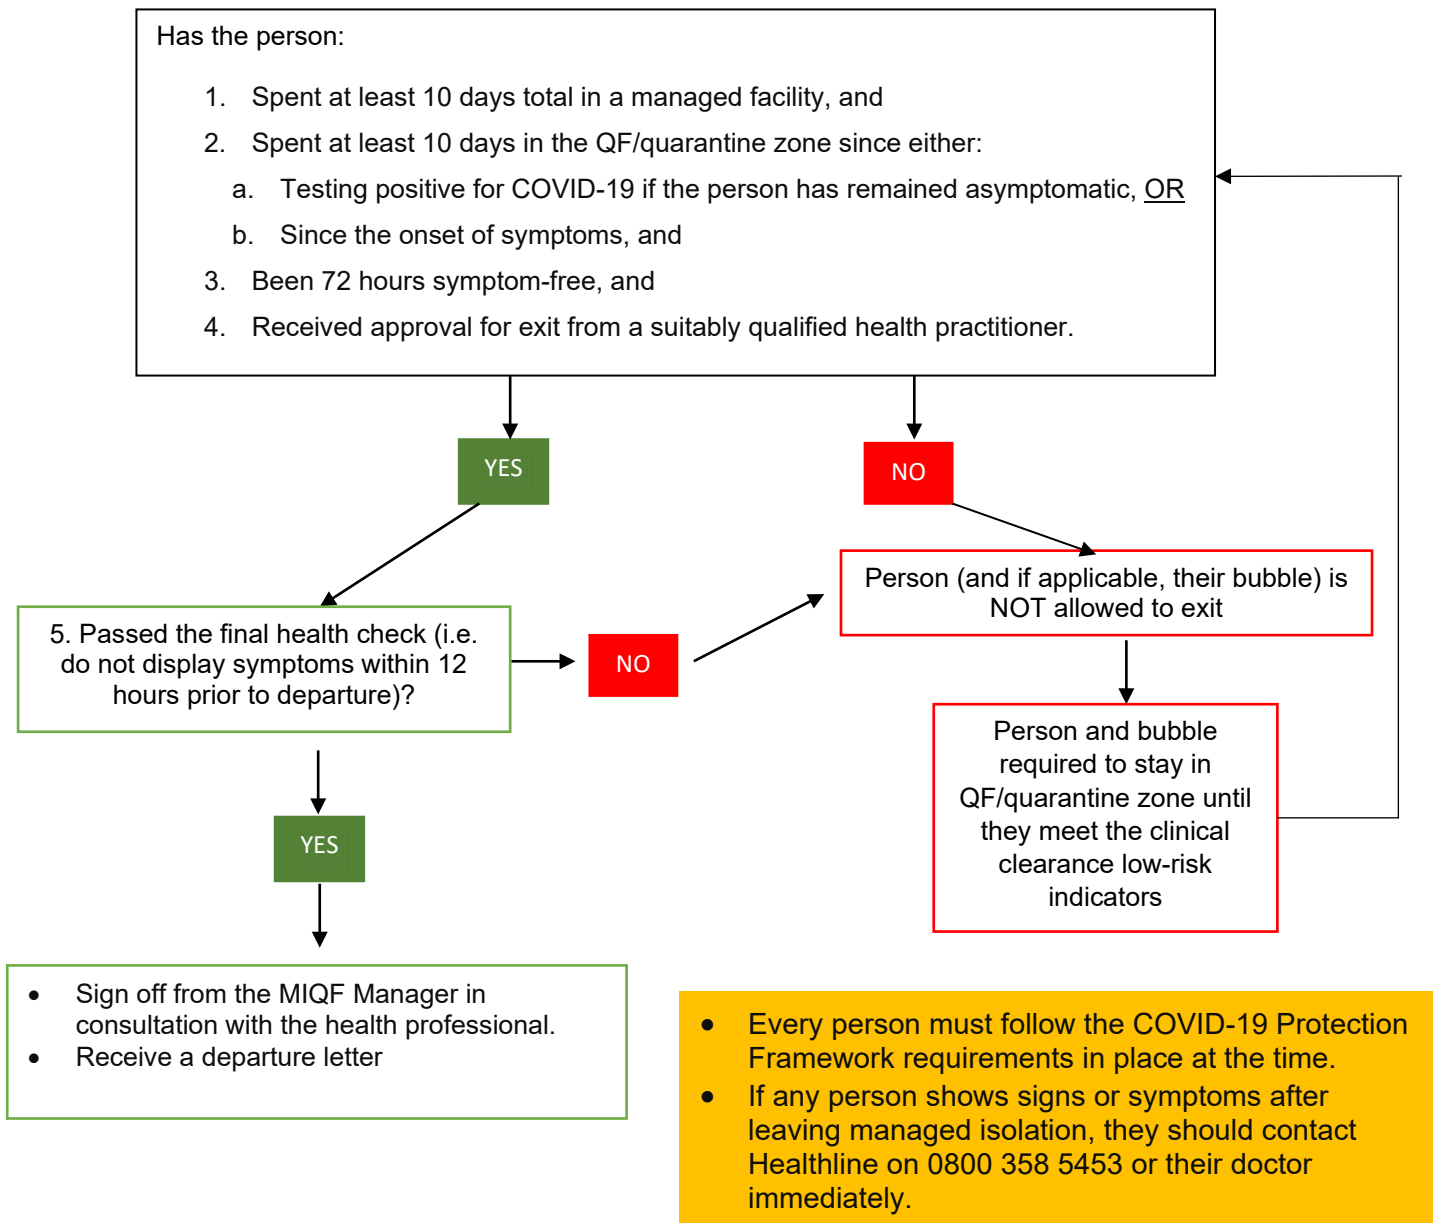 Has the person:
1. Spent at least 10 days total in a managed facility, and
2. Spent at least 10 days in the QF/quarantine zone since either:
a. Testing positive for COVID-19 if the person has remained asymptomatic, OR
b. Since the onset of symptoms, and
3. Been 72 hours symptom-free, and
4. Received approval for exit from a suitably qualified health practitioner.
YES
NO
Person (and if applicable, their bubble) is
NOT allowed to exit
5. Passed the final health check (i.e.
do not display symptoms within 12
hours prior to departure)?
NO
Person and bubble
required to stay in
QF/quarantine zone until
they meet the clinical
clearance low-risk
indicators
YES
• Sign off from the MIQF Manager in
consultation with the health professional.
• Receive a departure letter
• Every person must follow the COVID-19 Protection
Framework requirements in place at the time.
• If any person shows signs or symptoms after
leaving managed isolation, they should contact
Healthline on 0800 358 5453 or their doctor
immediately.